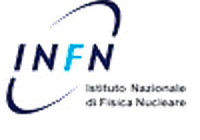 INFN
Istituto Nazionale
di Fisica Nucleare